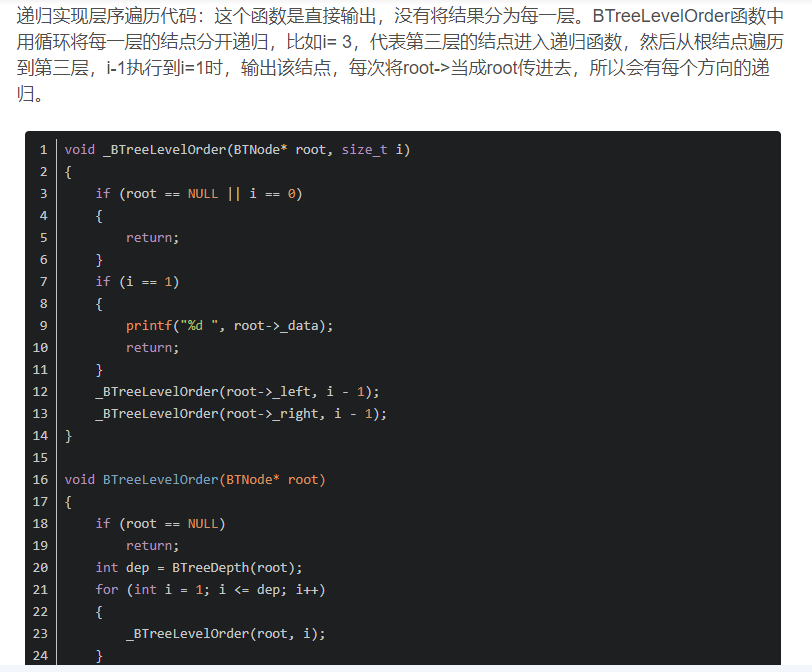 递归实现层序遍历代码：这个函数是直接输出，没有将结果分为每一层。BTreeLevelOrder函数中
用循环将每一层的结点分开递归，比如i= 3，代表第三层的结点进入递归函数，然后从根结点遍历
到第三层，i-1执行到i=1时，输出该结点，每次将root->当成root传进去，所以会有每个方向的递
归。
1 void _BTreeLevelOrder(BTNode* root, size_t i)
2 {
3     if (root == NULL || i == 0)
4     {
5         return;
6     }
7     if (i == 1)
8     {
9         printf("%d ", root->_data);
10         return;
11     }
12     _BTreeLevelOrder(root->_left, i - 1);
13     _BTreeLevelOrder(root->_right, i - 1);
14 }
15
16 void BTreeLevelOrder(BTNode* root)
17 {
18     if (root == NULL)
19         return;
20     int dep = BTreeDepth(root);
21     for (int i = 1; i <= dep; i++)
22     {
23         _BTreeLevelOrder(root, i);
24     }